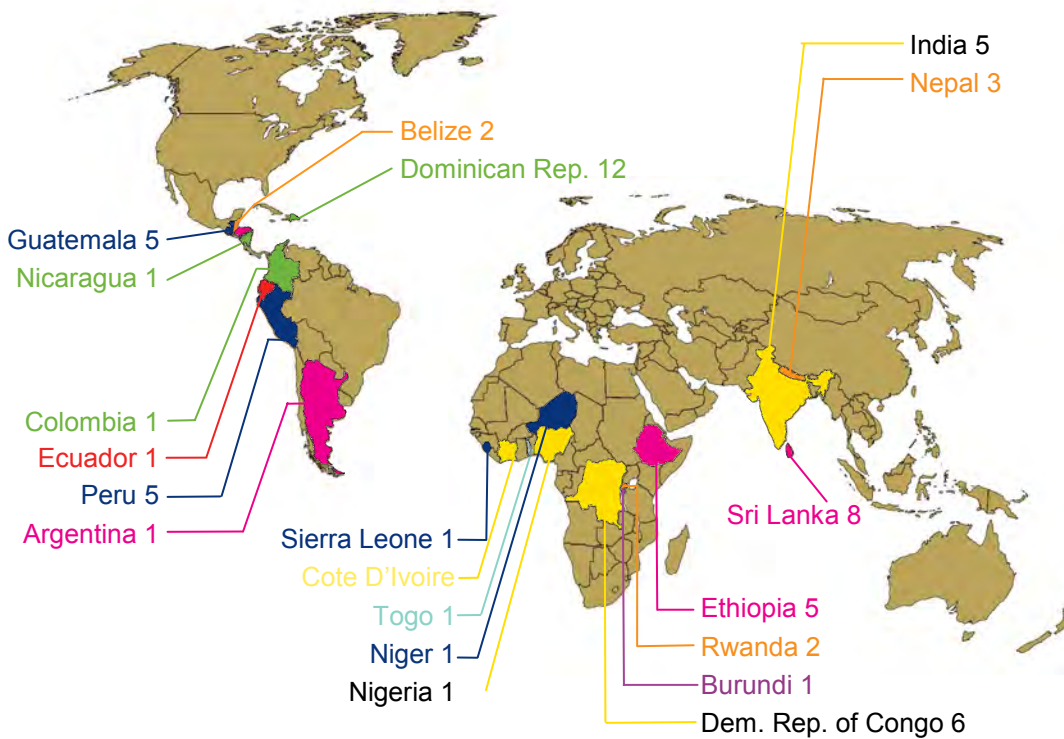 India 5
Nepal 3
Belize 2
Dominican Rep. 12
Guatemala 5
Nicaragua 1
Colombia 1
Ecuador 1
Peru 5
Argentina 1
Sierra Leone 1
Cote D'Ivoire
Togo 1
Niger 1
Nigeria 1
Sri Lanka 8
Ethiopia 5
Rwanda 2
Burundi 1
Dem. Rep. of Congo 6